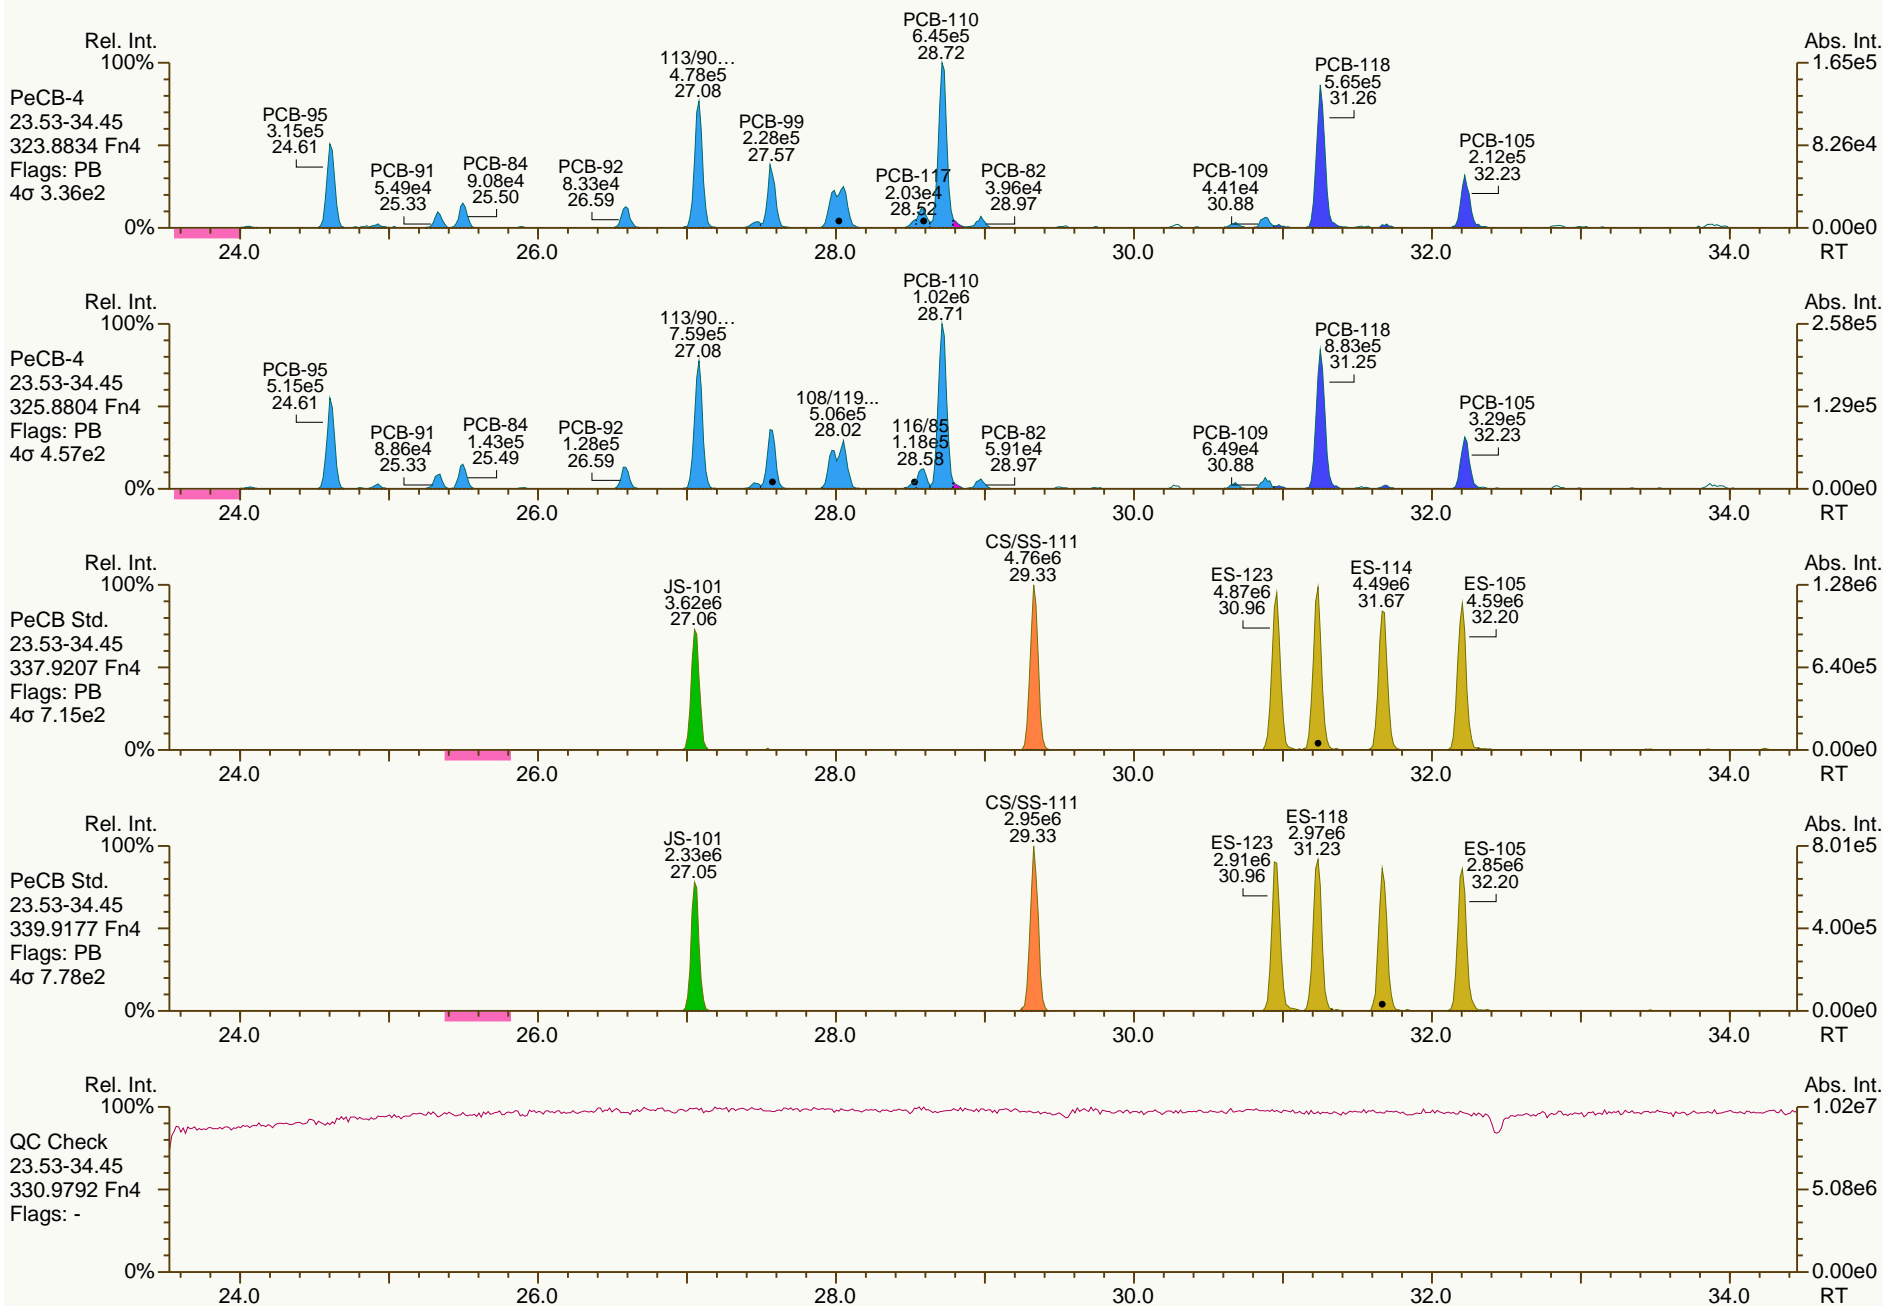 Rel. Int.
100%
0%
PeCB-4
23.53-34.45
323.8834 Fn4
Flags: PB
4σ 3.36e2
PCB-95
3.15e5
24.61
PCB-91
5.49e4
25.33
PCB-84
9.08e4
25.50
PCB-92
8.33e4
26.59
113/90...
4.78e5
27.08
PCB-99
2.28e5
27.57
PCB-117
2.03e4
28.52
PCB-110
6.45e5
28.72
PCB-82
3.96e4
28.97
PCB-109
4.41e4
30.88
PCB-118
5.65e5
31.26
PCB-105
2.12e5
32.23
Abs. Int.
1.65e5
8.26e4
0.00e0
24.0 26.0 28.0 30.0 32.0 34.0 RT
Rel. Int.
100%
0%
PeCB-4
23.53-34.45
325.8804 Fn4
Flags: PB
4σ 4.57e2
PCB-95
5.15e5
24.61
PCB-91
8.86e4
25.33
PCB-84
1.43e5
25.49
PCB-92
1.28e5
26.59
113/90...
7.59e5
27.08
108/119...
5.06e5
28.02
116/85
1.18e5
28.58
PCB-110
1.02e6
28.71
PCB-82
5.91e4
28.97
PCB-109
6.49e4
30.88
PCB-118
8.83e5
31.25
PCB-105
3.29e5
32.23
Abs. Int.
2.58e5
1.29e5
0.00e0
24.0 26.0 28.0 30.0 32.0 34.0 RT
Rel. Int.
100%
0%
PeCB Std.
23.53-34.45
337.9207 Fn4
Flags: PB
4σ 7.15e2
JS-101
3.62e6
27.06
CS/SS-111
4.76e6
29.33
ES-123
4.87e6
30.96
ES-114
4.49e6
31.67
ES-105
4.59e6
32.20
Abs. Int.
1.28e6
6.40e5
0.00e0
24.0 26.0 28.0 30.0 32.0 34.0 RT
Rel. Int.
100%
0%
PeCB Std.
23.53-34.45
339.9177 Fn4
Flags: PB
4σ 7.78e2
JS-101
2.33e6
27.05
CS/SS-111
2.95e6
29.33
ES-123
2.91e6
30.96
ES-118
2.97e6
31.23
ES-105
2.85e6
32.20
Abs. Int.
8.01e5
4.00e5
0.00e0
24.0 26.0 28.0 30.0 32.0 34.0 RT
Rel. Int.
100%
0%
QC Check
23.53-34.45
330.9792 Fn4
Flags: -
Abs. Int.
1.02e7
5.08e6
0.00e0
24.0 26.0 28.0 30.0 32.0 34.0 RT